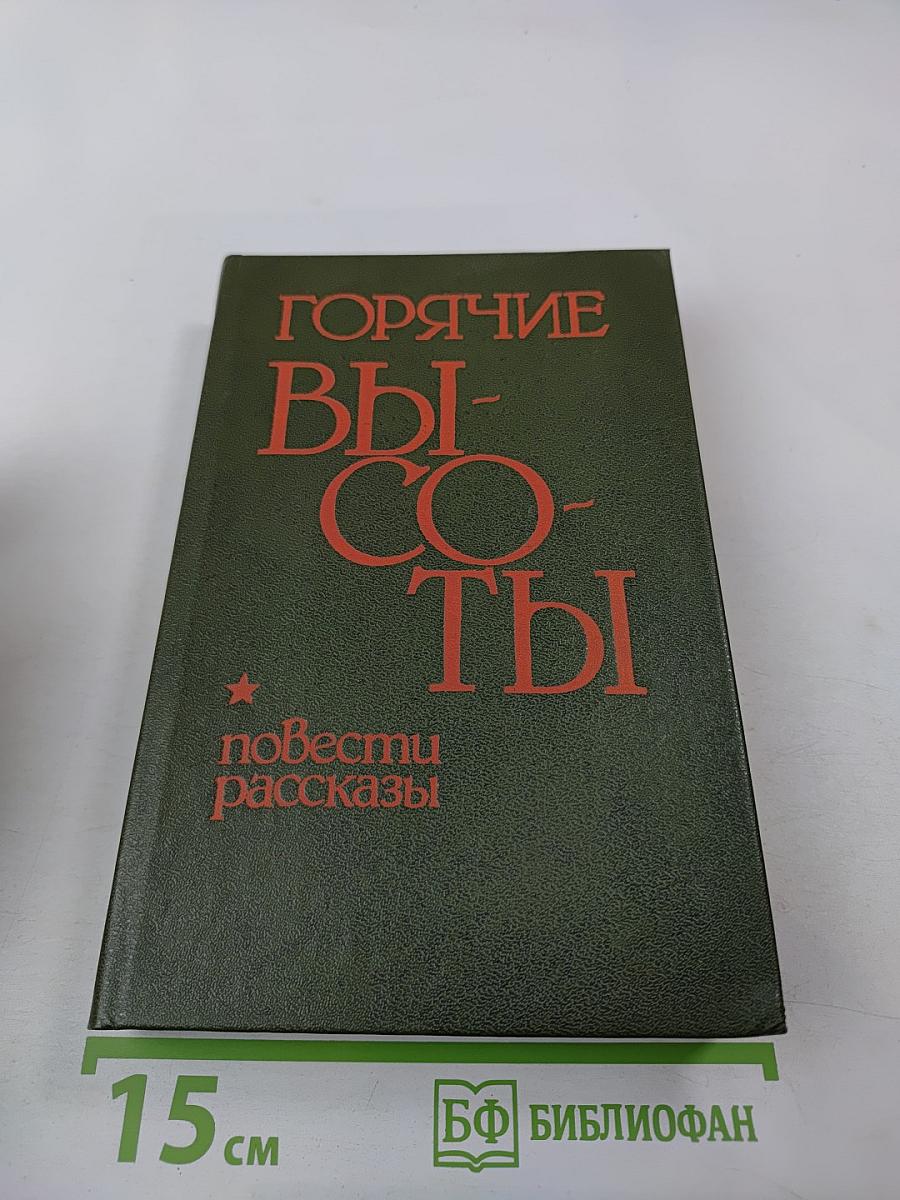 ГОРЯЧИЕ
ВЫ-
СО-
ТЫ
повести
рассказы
15 см
БФ БИБЛИОФАН